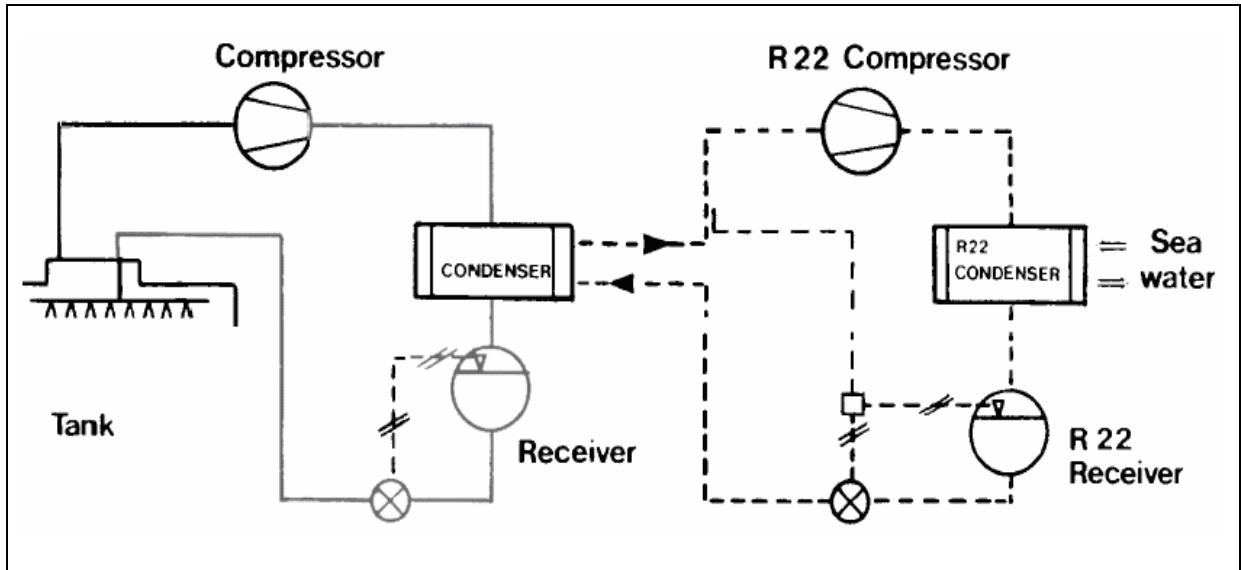 Compressor
R 22 Compressor
CONDENSER
R22
CONDENSER
Sea
water
Tank
Receiver
R 22
Receiver